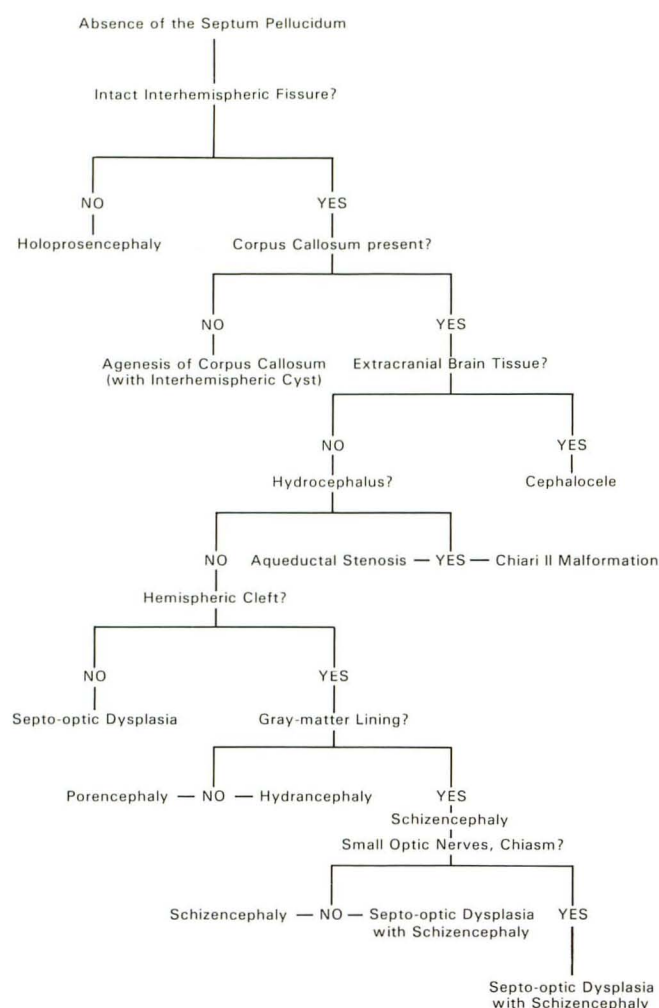 Absence of the Septum Pellucidum
Intact Interhemispheric Fissure?
NO
YES
Holoprosencephaly
Corpus Callosum present?
NO
YES
Agenesis of Corpus Callosum
(with Interhemispheric Cyst)
Extracranial Brain Tissue?
NO
YES
Hydrocephalus?
Cephalocele
NO
Aqueductal Stenosis — YES — Chiari II Malformation
Hemispheric Cleft?
NO
YES
Septo-optic Dysplasia
Gray-matter Lining?
Porencephaly — NO — Hydrancephaly
YES
Schizencephaly
Small Optic Nerves, Chiasm?
Schizencephaly — NO — Septo-optic Dysplasia
with Schizencephaly
YES
Septo-optic Dysplasia
with Schizencephaly